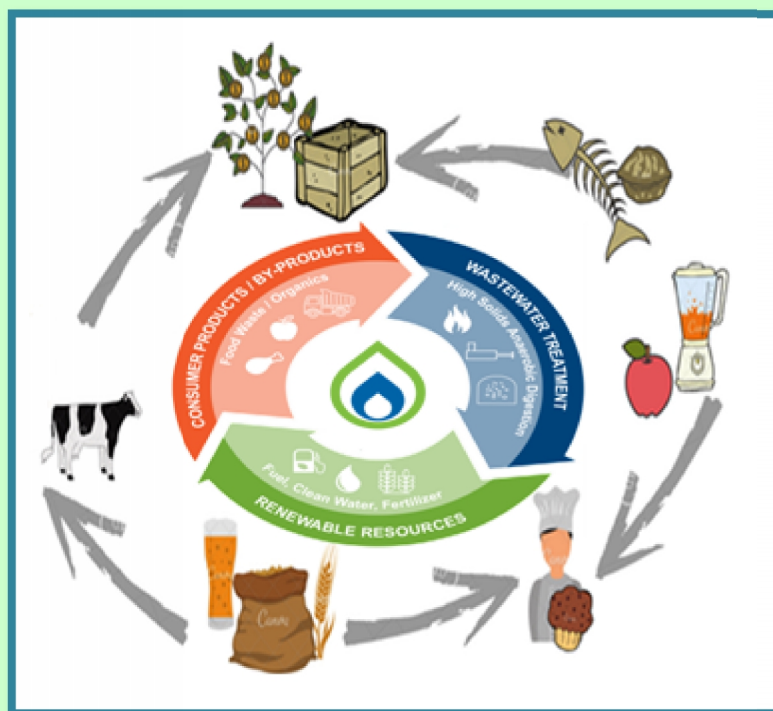 CONSUMER PRODUCTS / BY-PRODUCTS
Food Waste / Organics
WASTEWATER TREATMENT
High Solids Anaerobic Digestion
Fuel, Clean Water, Fertilizer
RENEWABLE RESOURCES
Canva